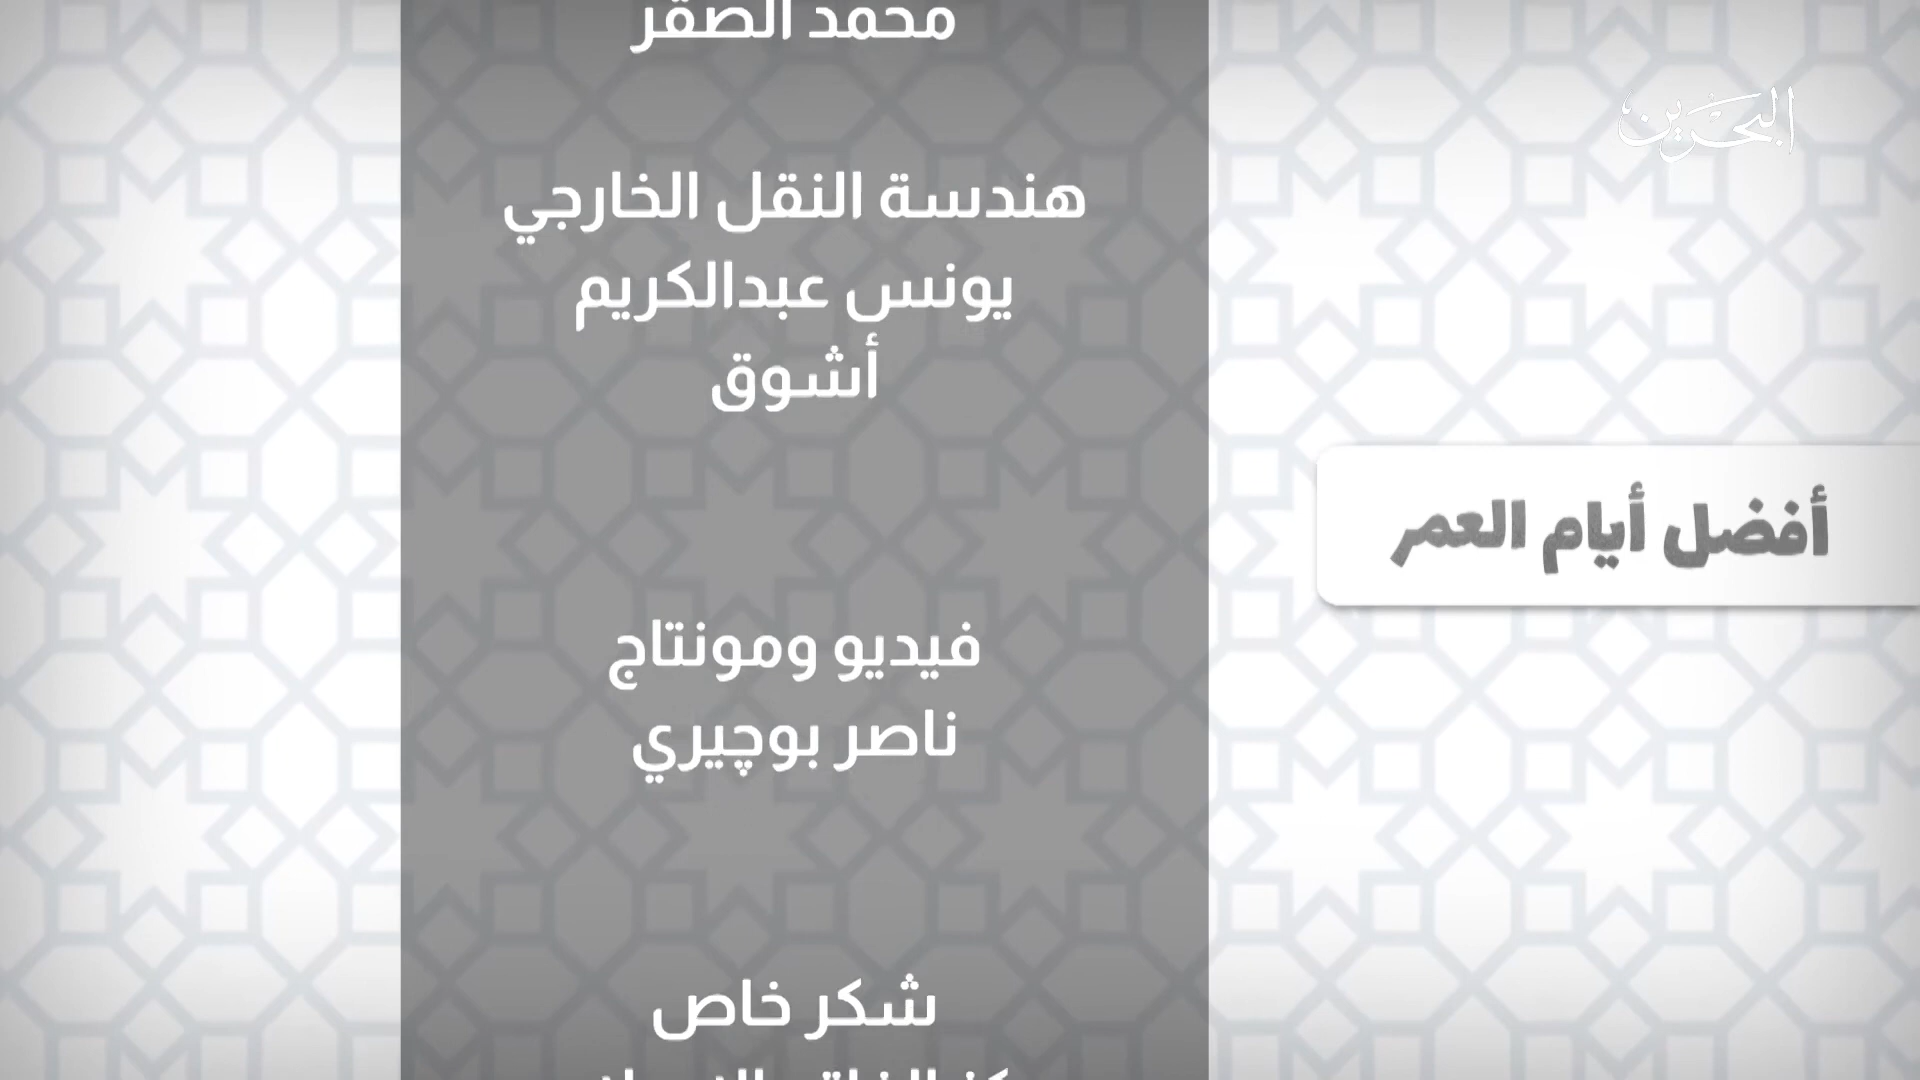 محمد الصقر
هندسة النقل الخارجي
يونس عبدالكريم
أشوق
فيديو ومونتاج
ناصر بوچيري
شكر خاص
البحرين
أفضل أيام العمر